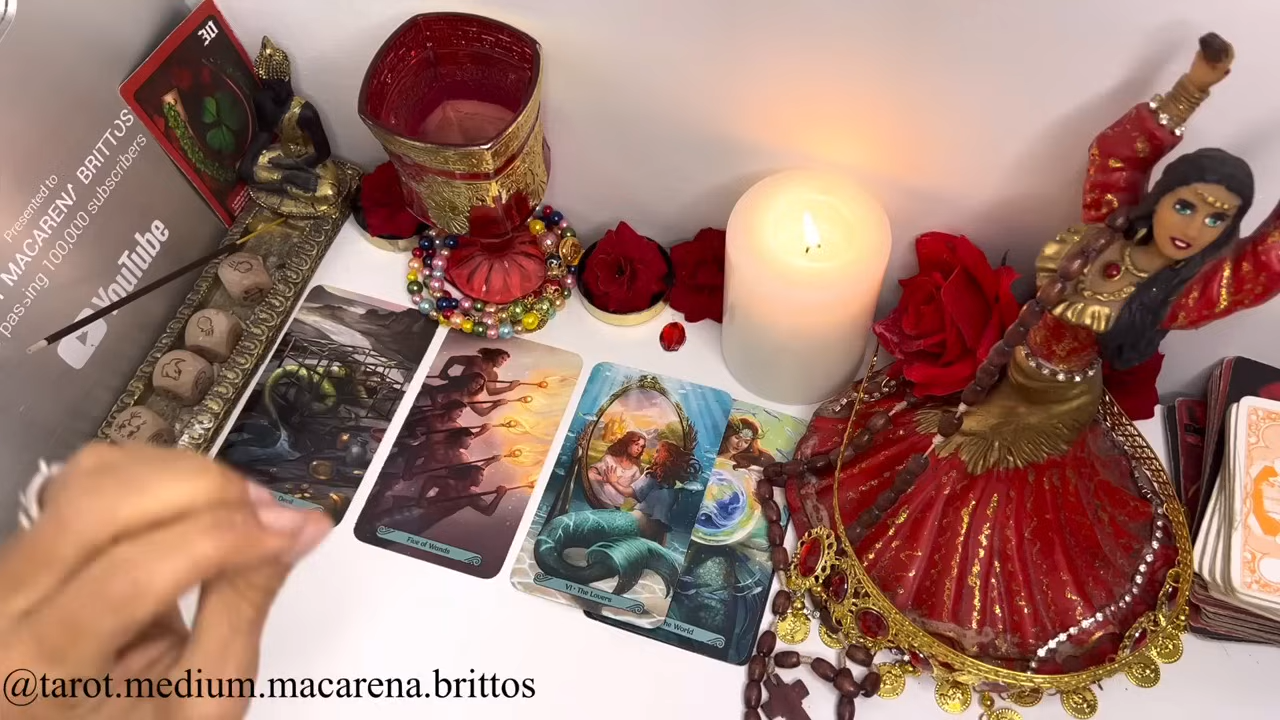 30
Presented to
MACARENA BRITTOS
passing 100,000 subscribers
YouTube
Devil
Five of Wands
VI • The Lovers
The World
@tarot.medium.macarena.brittos